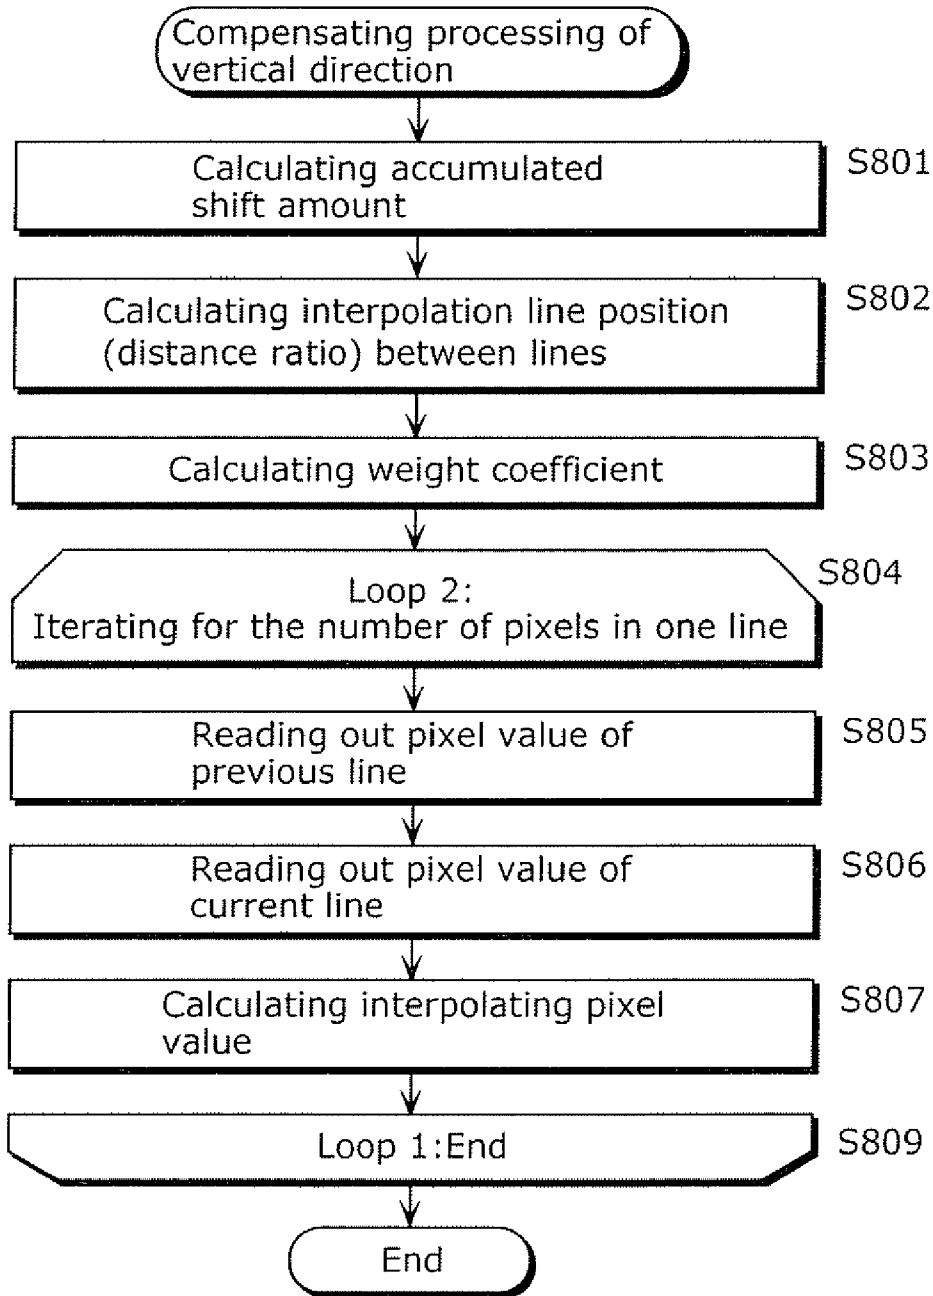 Compensating processing of
vertical direction
Calculating accumulated
shift amount
S801
Calculating interpolation line position
(distance ratio) between lines
S802
Calculating weight coefficient
S803
Loop 2:
Iterating for the number of pixels in one line
S804
Reading out pixel value of
previous line
S805
Reading out pixel value of
current line
S806
Calculating interpolating pixel
value
S807
Loop 1:End
S809
End